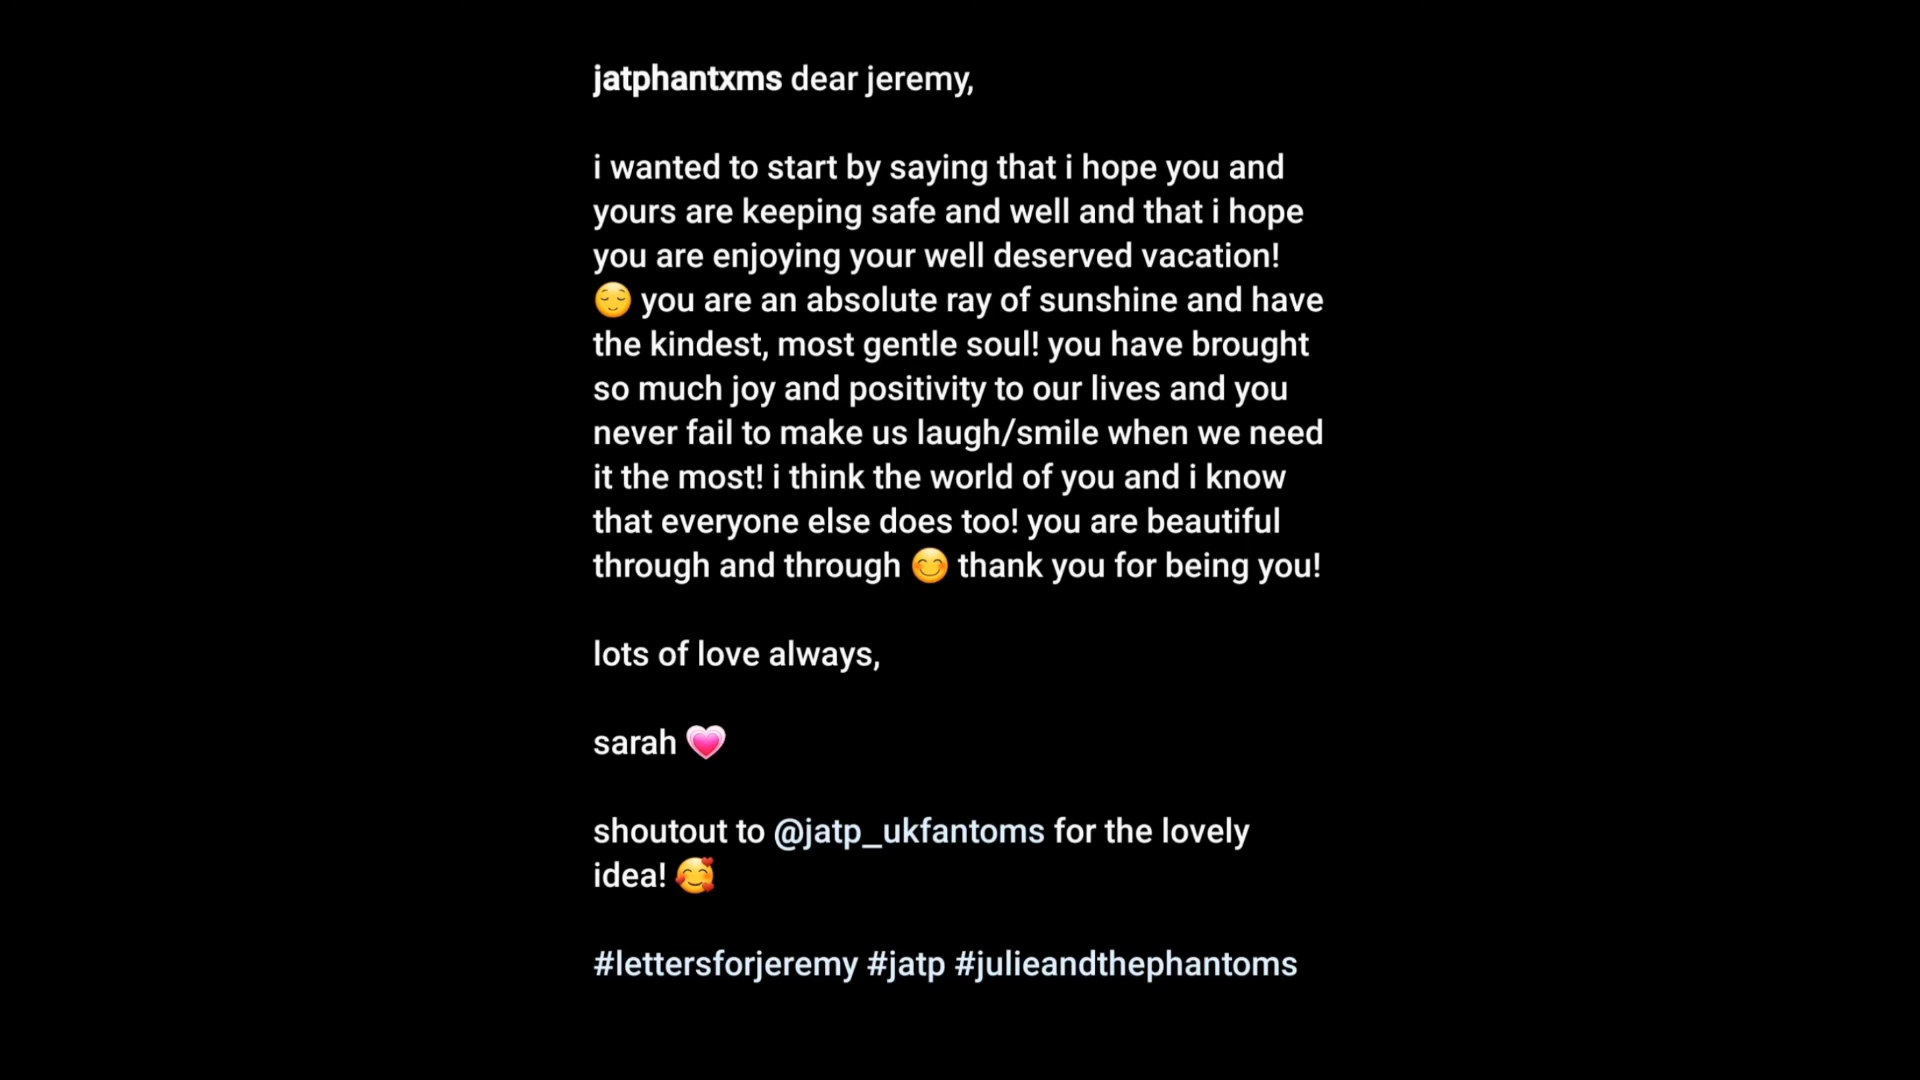 jatphantxms dear jeremy,
i wanted to start by saying that i hope you and
yours are keeping safe and well and that i hope
you are enjoying your well deserved vacation!
😌 you are an absolute ray of sunshine and have
the kindest, most gentle soul! you have brought
so much joy and positivity to our lives and you
never fail to make us laugh/smile when we need
it the most! i think the world of you and i know
that everyone else does too! you are beautiful
through and through 😊 thank you for being you!
lots of love always,
sarah 💗
shoutout to @jatp_ukfantoms for the lovely
idea! 🥰
#lettersforjeremy #jatp #julieandthephantoms